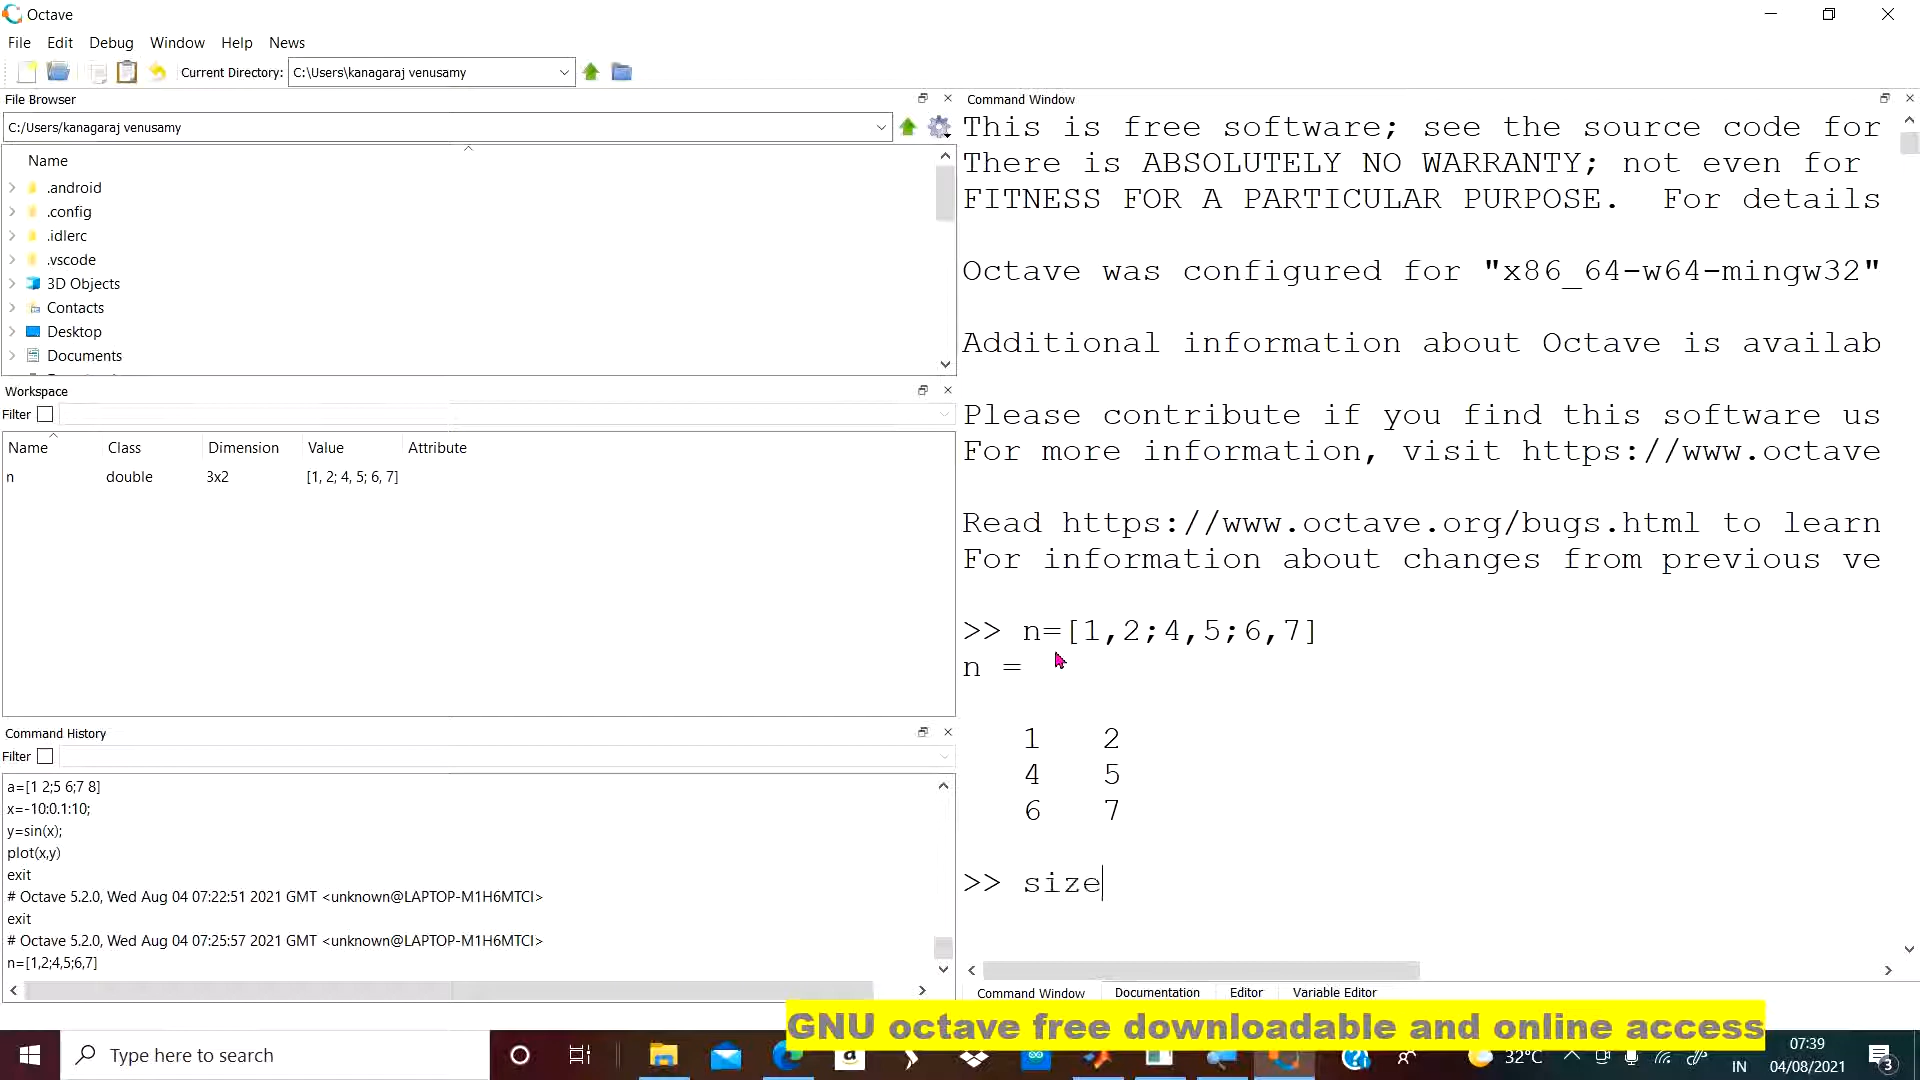 Octave
File Edit Debug Window Help News
Current Directory: C:\Users\kanagaraj venusamy
File Browser
C:/Users/kanagaraj venusamy
Name
.android
.config
.idlerc
.vscode
3D Objects
Contacts
Desktop
Documents
Workspace
Filter
Name Class Dimension Value Attribute
n double 3x2 [1, 2; 4, 5; 6, 7]
Command History
Filter
a=[1 2;5 6;7 8]
x=-10:0.1:10;
y=sin(x);
plot(x,y)
exit
# Octave 5.2.0, Wed Aug 04 07:22:51 2021 GMT <unknown@LAPTOP-M1H6MTCI>
exit
# Octave 5.2.0, Wed Aug 04 07:25:57 2021 GMT <unknown@LAPTOP-M1H6MTCI>
n=[1,2;4,5;6,7]
Command Window
This is free software; see the source code for
There is ABSOLUTELY NO WARRANTY; not even for
FITNESS FOR A PARTICULAR PURPOSE. For details
Octave was configured for "x86_64-w64-mingw32"
Additional information about Octave is availab
Please contribute if you find this software us
For more information, visit https://www.octave
Read https://www.octave.org/bugs.html to learn
For information about changes from previous ve
>> n=[1,2;4,5;6,7]
n =
1 2
4 5
6 7
>> size
Command Window Documentation Editor Variable Editor
GNU octave free downloadable and online access
Type here to search
32°C
IN
07:39
04/08/2021
3